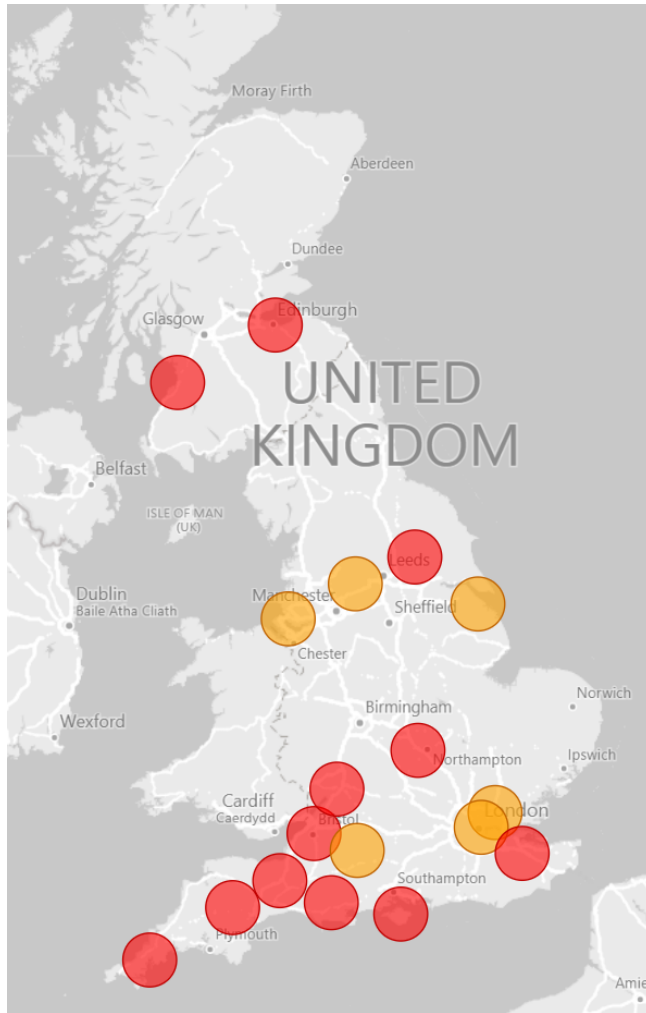 Moray Firth
Aberdeen
Dundee
Edinburgh
Glasgow
UNITED
KINGDOM
Belfast
ISLE OF MAN
(UK)
Leeds
Dublin
Baile Atha Cliath
Manchester
Sheffield
Chester
Norwich
Birmingham
Wexford
Northampton
Ipswich
Cardiff
Caerdydd
London
Bristol
Southampton
Plymouth
Amie